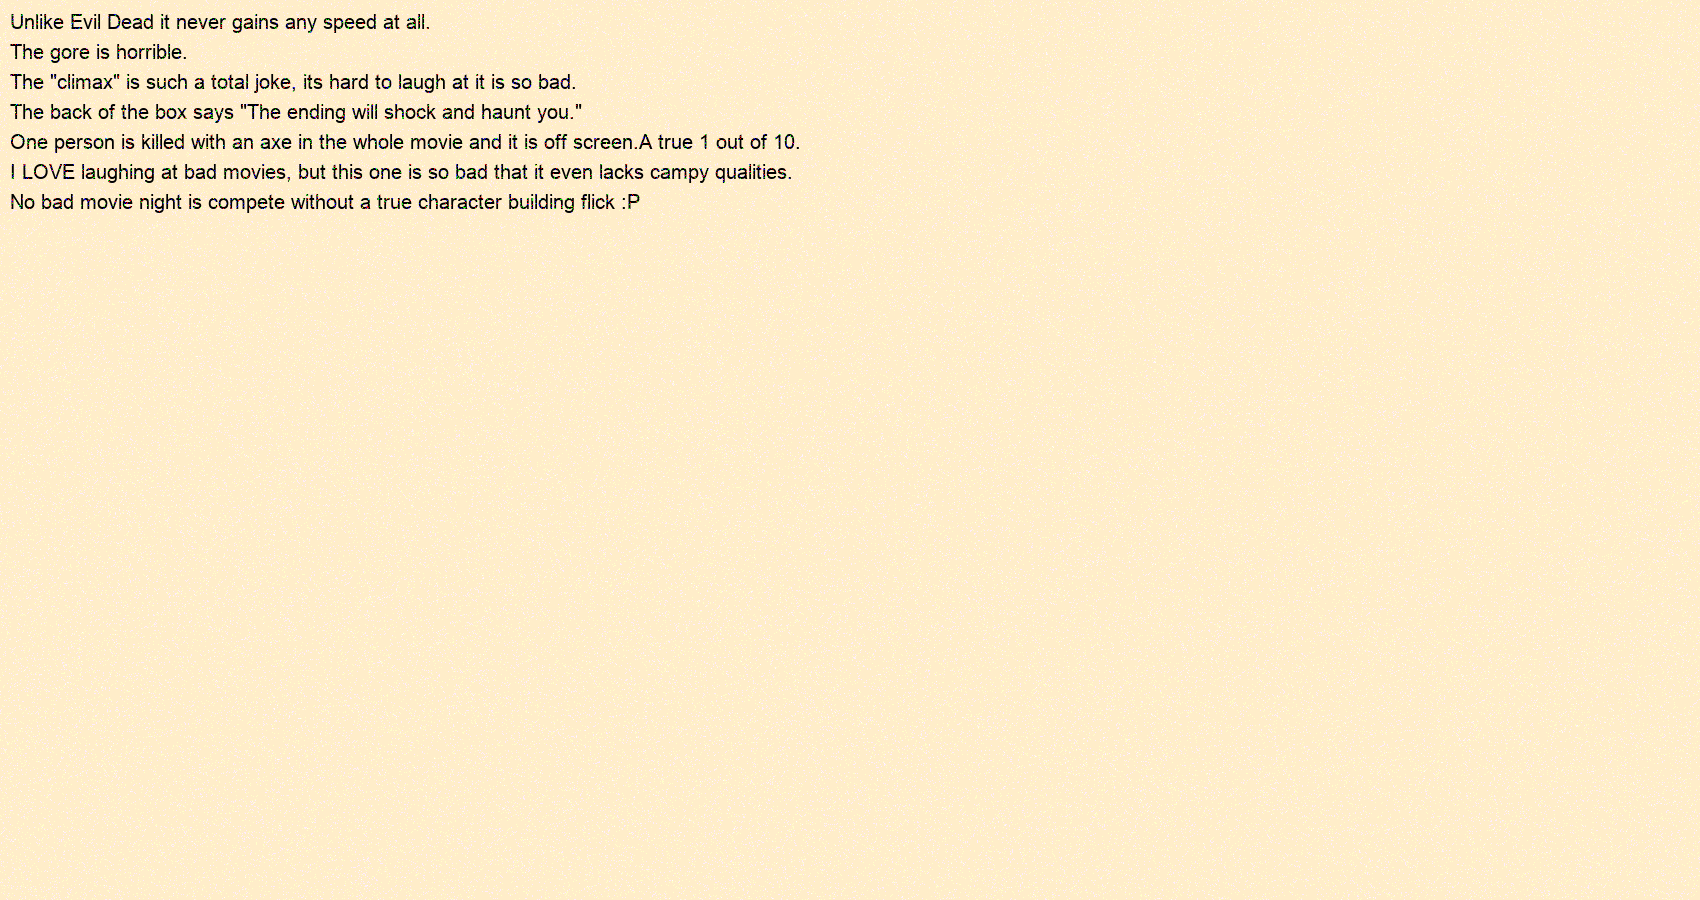 Unlike Evil Dead it never gains any speed at all.
The gore is horrible.
The "climax" is such a total joke, its hard to laugh at it is so bad.
The back of the box says "The ending will shock and haunt you."
One person is killed with an axe in the whole movie and it is off screen.A true 1 out of 10.
I LOVE laughing at bad movies, but this one is so bad that it even lacks campy qualities.
No bad movie night is compete without a true character building flick :P